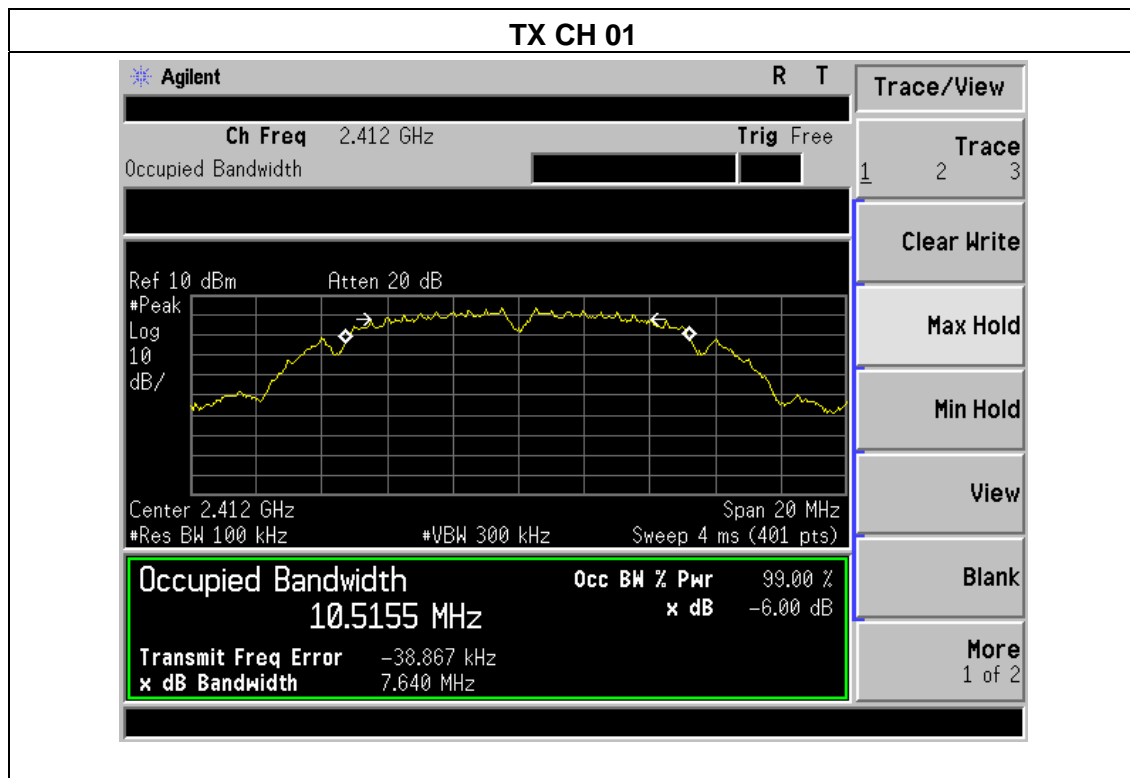 TX CH 01
Agilent R T
Ch Freq 2.412 GHz Trig Free
Occupied Bandwidth
Ref 10 dBm Atten 20 dB
#Peak
Log
10
dB/
Center 2.412 GHz Span 20 MHz
#Res BW 100 kHz #VBW 300 kHz Sweep 4 ms (401 pts)
Occupied Bandwidth Occ BW % Pwr 99.00 %
10.5155 MHz x dB -6.00 dB
Transmit Freq Error -38.867 kHz
x dB Bandwidth 7.640 MHz
Trace/View
Trace
1 2 3
Clear Write
Max Hold
Min Hold
View
Blank
More
1 of 2